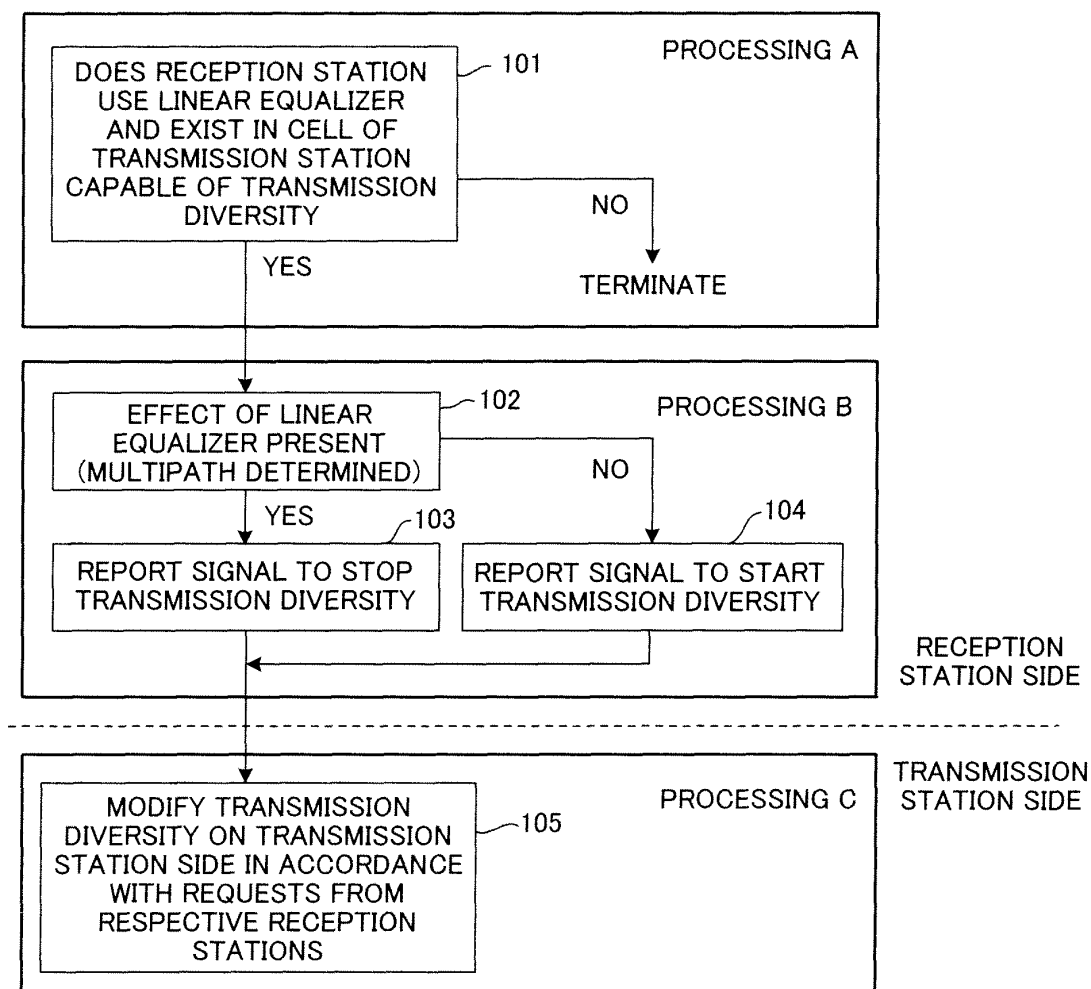 PROCESSING A
DOES RECEPTION STATION
USE LINEAR EQUALIZER
AND EXIST IN CELL OF
TRANSMISSION STATION
CAPABLE OF TRANSMISSION
DIVERSITY
101
NO
YES
TERMINATE
PROCESSING B
EFFECT OF LINEAR
EQUALIZER PRESENT
(MULTIPATH DETERMINED)
102
NO
YES
103
104
REPORT SIGNAL TO STOP
TRANSMISSION DIVERSITY
REPORT SIGNAL TO START
TRANSMISSION DIVERSITY
RECEPTION
STATION SIDE
TRANSMISSION
STATION SIDE
PROCESSING C
MODIFY TRANSMISSION
DIVERSITY ON TRANSMISSION
STATION SIDE IN ACCORDANCE
WITH REQUESTS FROM
RESPECTIVE RECEPTION
STATIONS
105